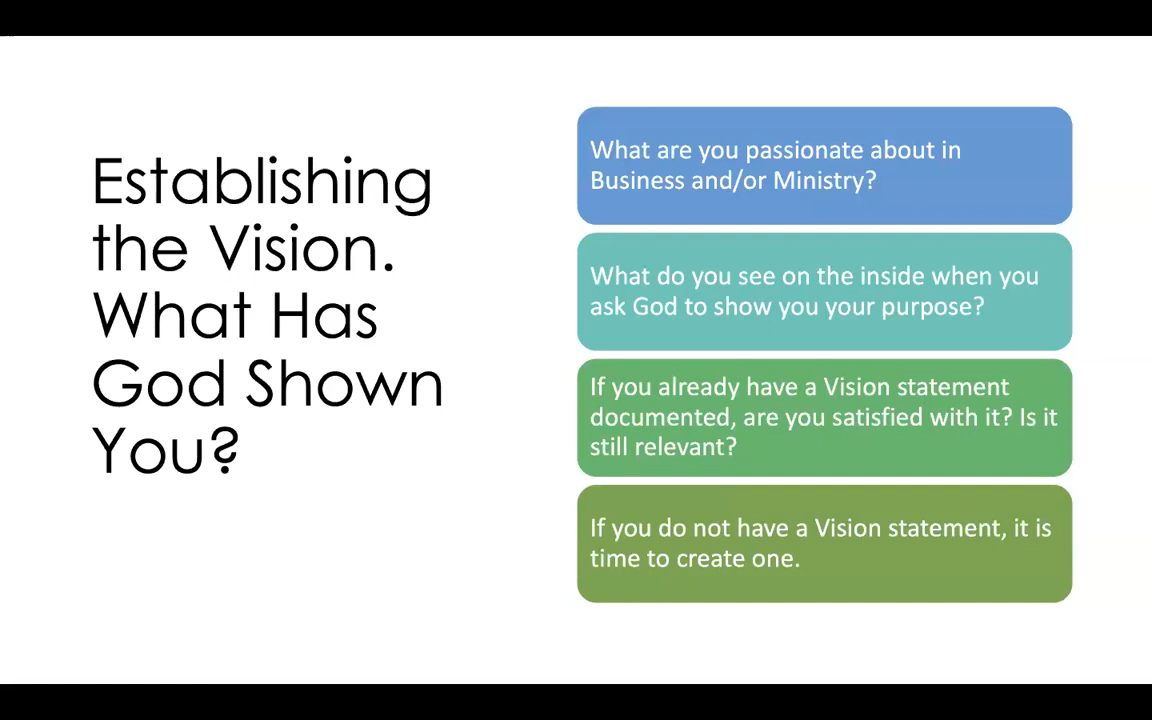 Establishing
the Vision.
What Has
God Shown
You?
What are you passionate about in
Business and/or Ministry?
What do you see on the inside when you
ask God to show you your purpose?
If you already have a Vision statement
documented, are you satisfied with it? Is it
still relevant?
If you do not have a Vision statement, it is
time to create one.